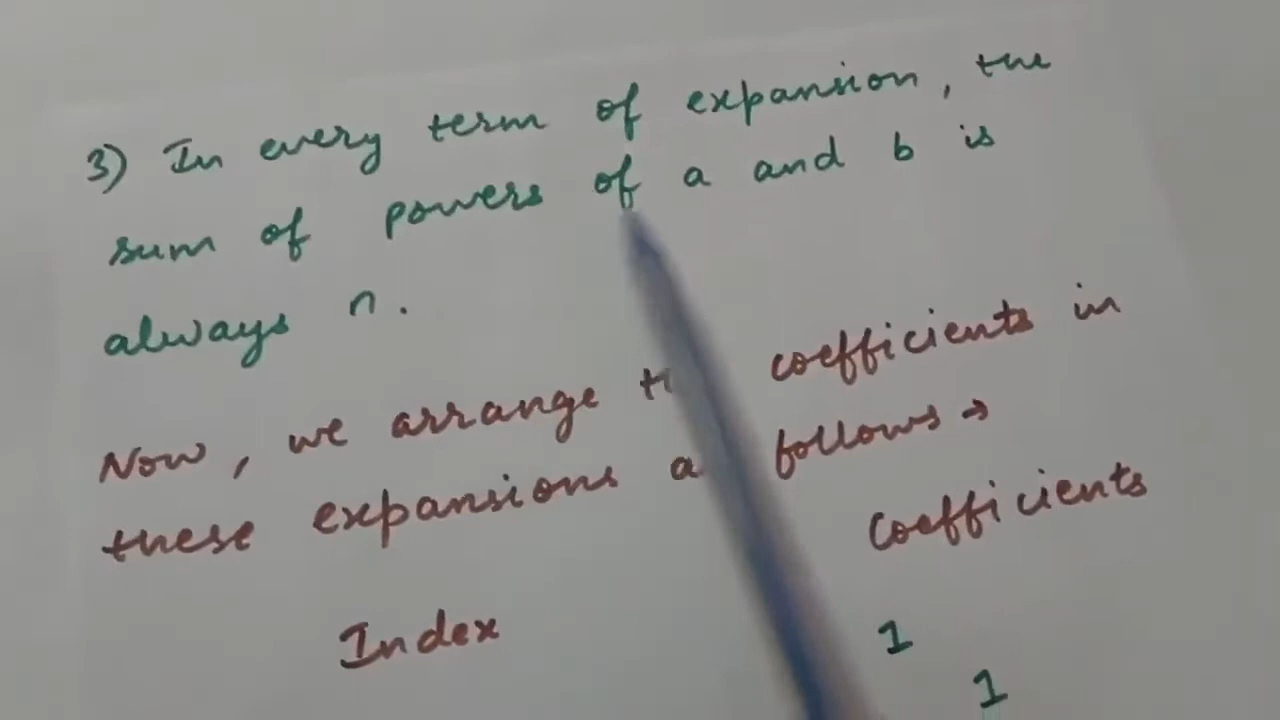 3) In every term of expansion, the
sum of powers of a and b is
always n.
Now, we arrange coefficients in
these expansions follows →
Index Coefficients
1
1